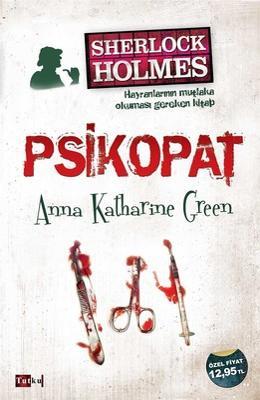 SHERLOCK
HOLMES
Hayranlarının mutlaka
okuması gereken kitap
PSİKOPAT
Anna Katharine Green
Tutku
ÖZEL FİYAT
12,95 TL